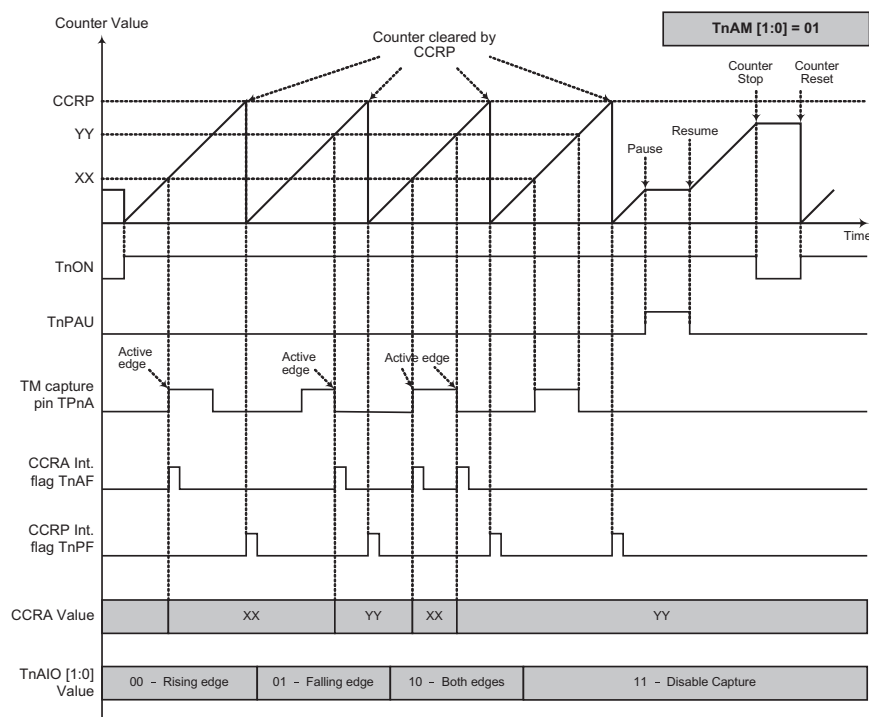 Counter Value
TnAM [1:0] = 01
Counter cleared by
CCRP
Counter
Stop
Counter
Reset
CCRP
YY
XX
Pause
Resume
Time
TnON
TnPAU
Active
edge
Active
edge
Active edge
TM capture
pin TPnA
CCRA Int.
flag TnAF
CCRP Int.
flag TnPF
CCRA Value
XX
YY
XX
YY
TnAIO [1:0]
Value
00 – Rising edge
01 – Falling edge
10 – Both edges
11 – Disable Capture